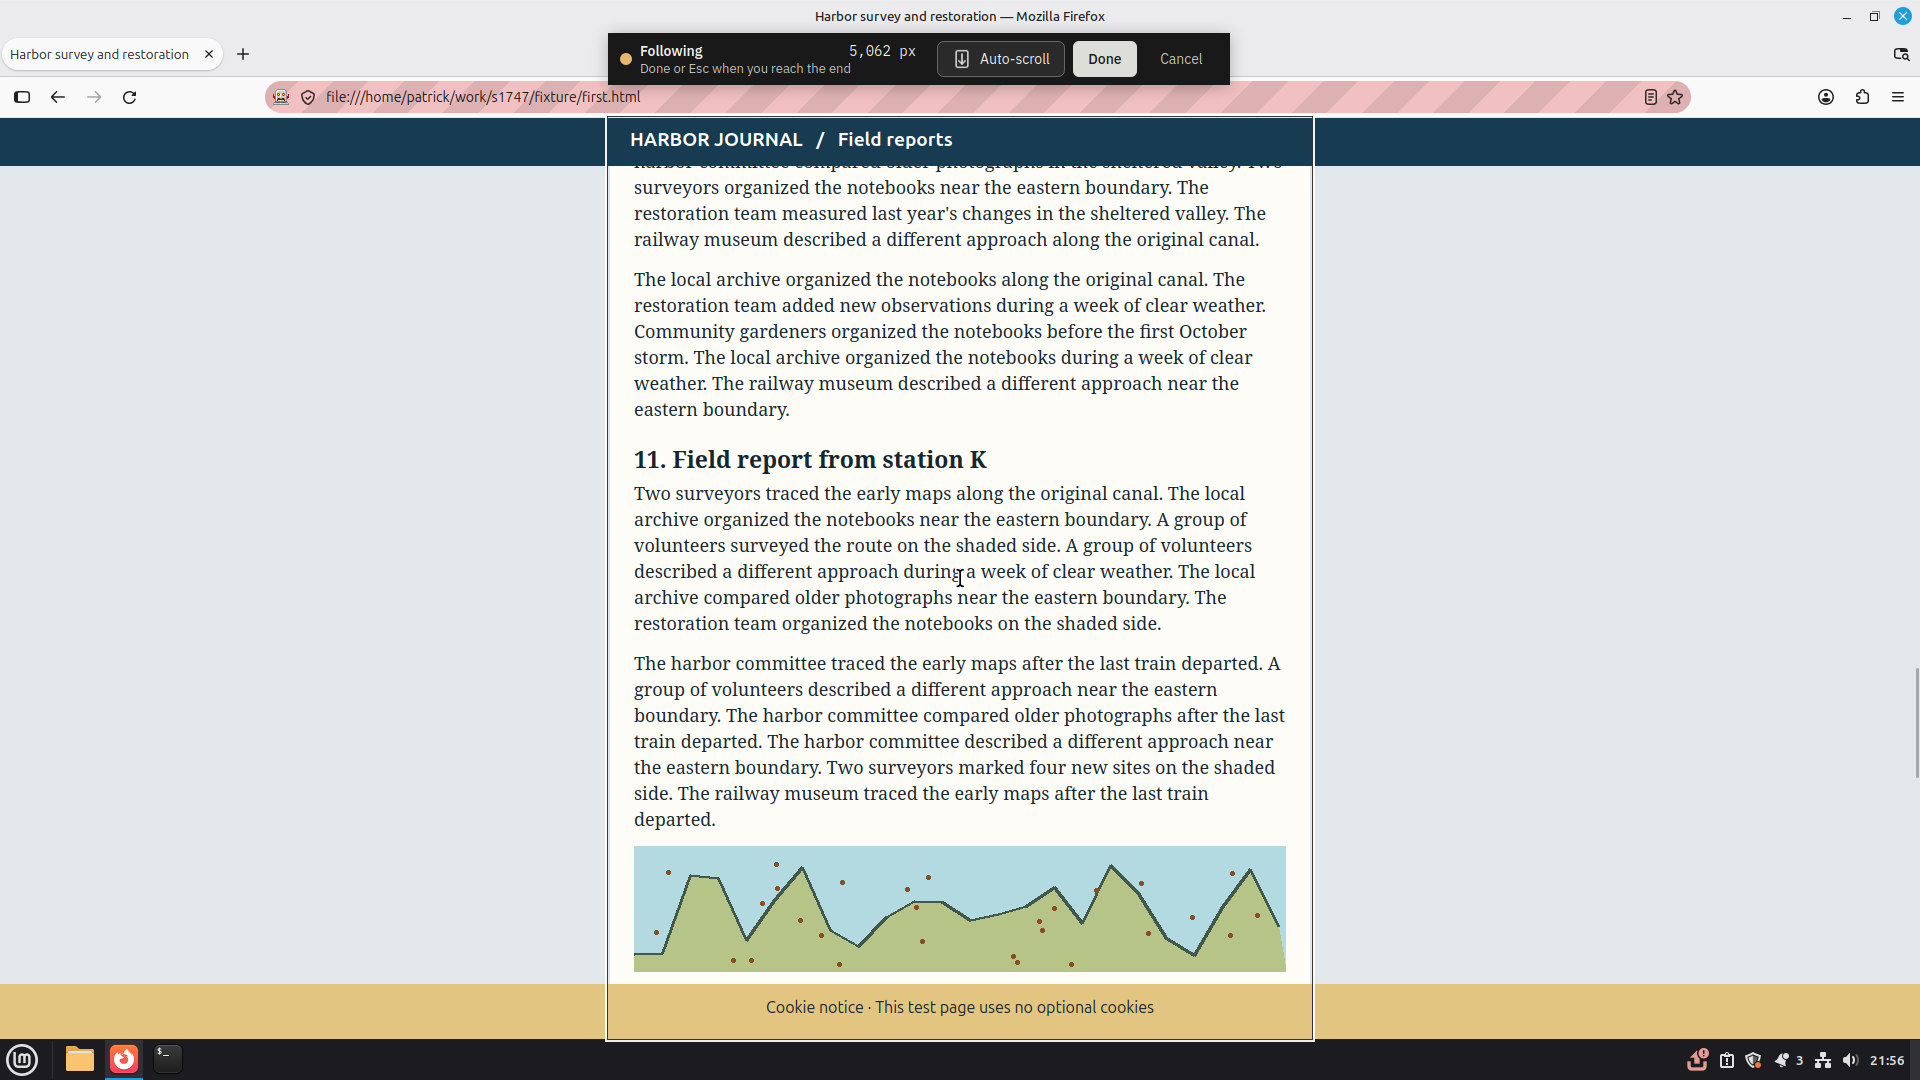 Harbor survey and restoration — Mozilla Firefox
Harbor survey and restoration
Following
5,062 px
Done or Esc when you reach the end
Auto-scroll
Done
Cancel
file:///home/patrick/work/s1747/fixture/first.html
HARBOR JOURNAL / Field reports
harbor committee compared older photographs in the sheltered valley. Two
surveyors organized the notebooks near the eastern boundary. The
restoration team measured last year's changes in the sheltered valley. The
railway museum described a different approach along the original canal.
The local archive organized the notebooks along the original canal. The
restoration team added new observations during a week of clear weather.
Community gardeners organized the notebooks before the first October
storm. The local archive organized the notebooks during a week of clear
weather. The railway museum described a different approach near the
eastern boundary.
11. Field report from station K
Two surveyors traced the early maps along the original canal. The local
archive organized the notebooks near the eastern boundary. A group of
volunteers surveyed the route on the shaded side. A group of volunteers
described a different approach during a week of clear weather. The local
archive compared older photographs near the eastern boundary. The
restoration team organized the notebooks on the shaded side.
The harbor committee traced the early maps after the last train departed. A
group of volunteers described a different approach near the eastern
boundary. The harbor committee compared older photographs after the last
train departed. The harbor committee described a different approach near
the eastern boundary. Two surveyors marked four new sites on the shaded
side. The railway museum traced the early maps after the last train
departed.
Cookie notice · This test page uses no optional cookies
3
21:56